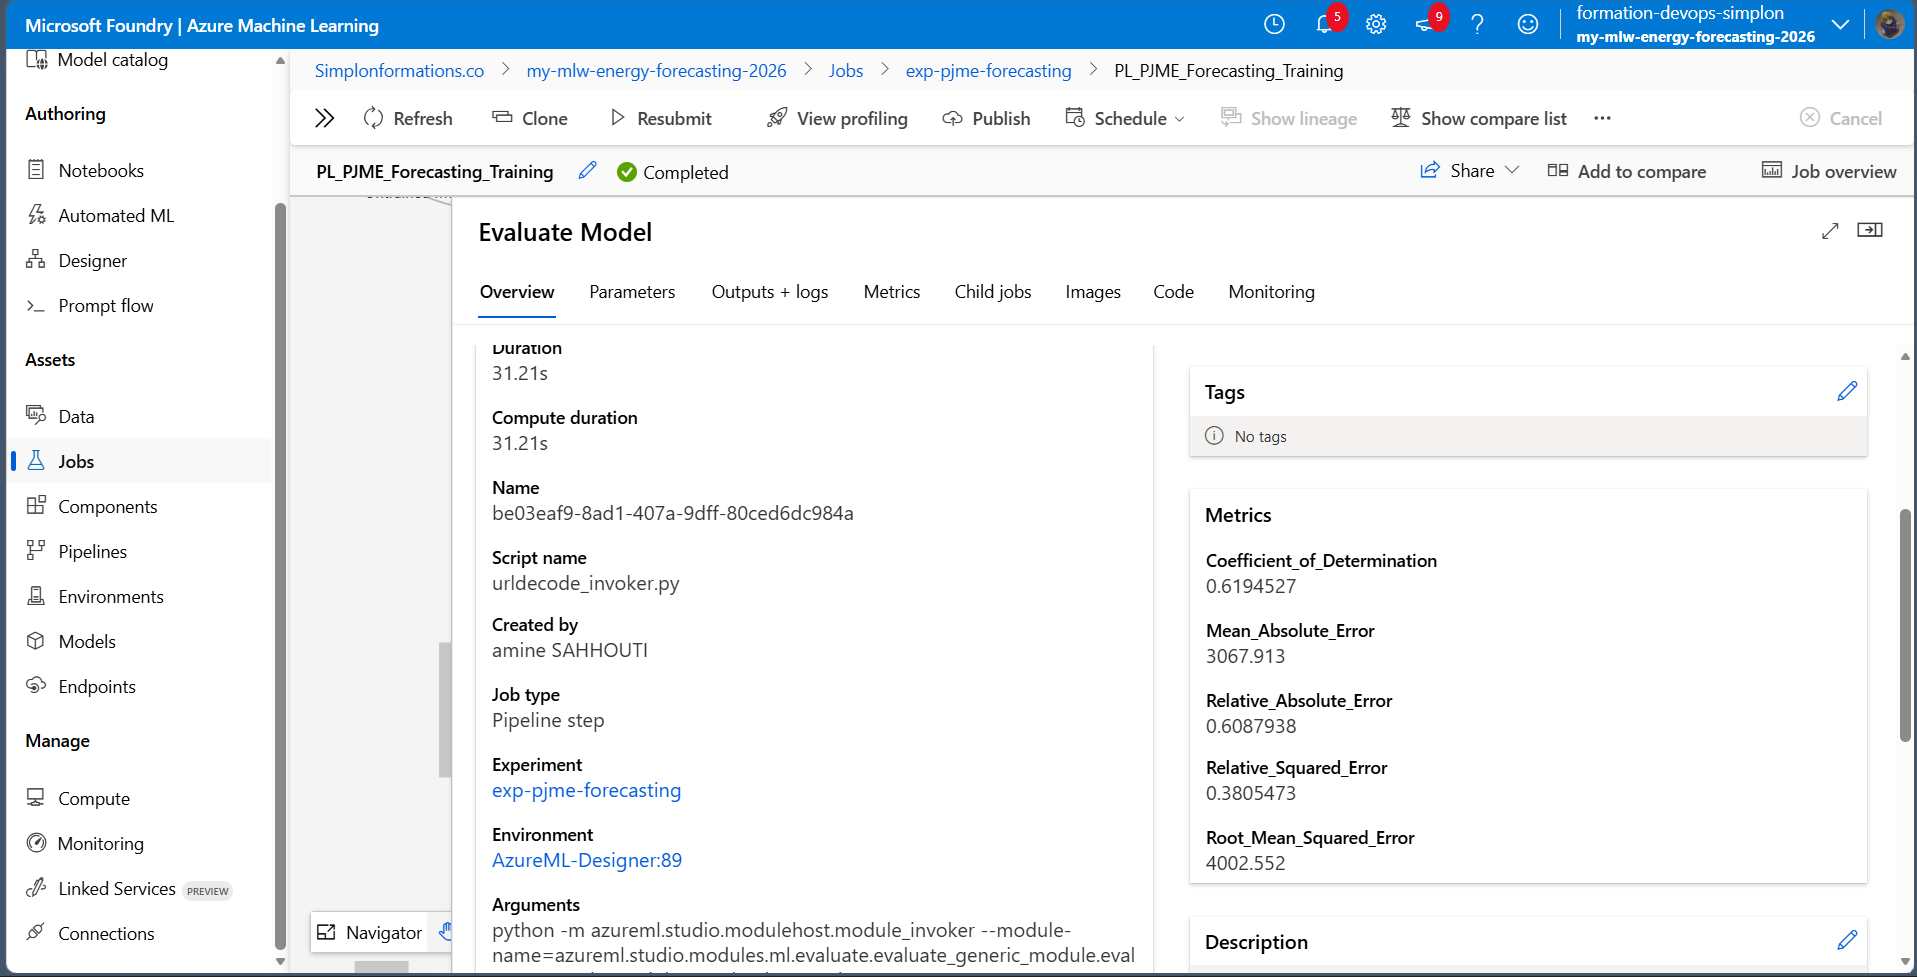 Microsoft Foundry | Azure Machine Learning
5
9
formation-devops-simplon
my-mlw-energy-forecasting-2026
Model catalog
Authoring
Notebooks
Automated ML
Designer
Prompt flow
Assets
Data
Jobs
Components
Pipelines
Environments
Models
Endpoints
Manage
Compute
Monitoring
Linked Services PREVIEW
Connections
Simplonformations.co > my-mlw-energy-forecasting-2026 > Jobs > exp-pjme-forecasting > PL_PJME_Forecasting_Training
Refresh Clone Resubmit View profiling Publish Schedule Show lineage Show compare list ... Cancel
PL_PJME_Forecasting_Training Completed Share Add to compare Job overview
Evaluate Model
Overview Parameters Outputs + logs Metrics Child jobs Images Code Monitoring
Duration
31.21s
Compute duration
31.21s
Name
be03eaf9-8ad1-407a-9dff-80ced6dc984a
Script name
urldecode_invoker.py
Created by
amine SAHHOUTI
Job type
Pipeline step
Experiment
exp-pjme-forecasting
Environment
AzureML-Designer:89
Arguments
python -m azureml.studio.modulehost.module_invoker --module-
name=azureml.studio.modules.ml.evaluate.evaluate_generic_module.eval
Tags
No tags
Metrics
Coefficient_of_Determination
0.6194527
Mean_Absolute_Error
3067.913
Relative_Absolute_Error
0.6087938
Relative_Squared_Error
0.3805473
Root_Mean_Squared_Error
4002.552
Description
Navigator